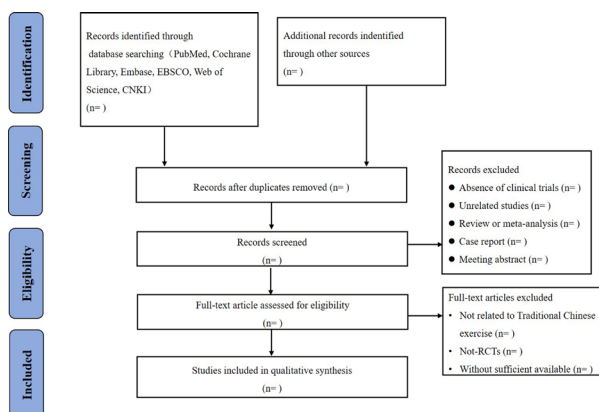 Identification
Records identified through
database searching（PubMed, Cochrane
Library, Embase, EBSCO, Web of
Science, CNKI）
(n= )
Additional records indentified
through other sources
(n= )
Screening
Records after duplicates removed (n= )
Records excluded
● Absence of clinical trials (n= )
● Unrelated studies (n= )
● Review or meta-analysis (n= )
● Case report (n= )
● Meeting abstract (n= )
Eligibility
Records screened
(n= )
Full-text article assessed for eligibility
(n= )
Full-text articles excluded
• Not related to Traditional Chinese
exercise (n= )
• Not-RCTs (n= )
• Without sufficient available (n= )
Included
Studies included in qualitative synthesis
(n= )